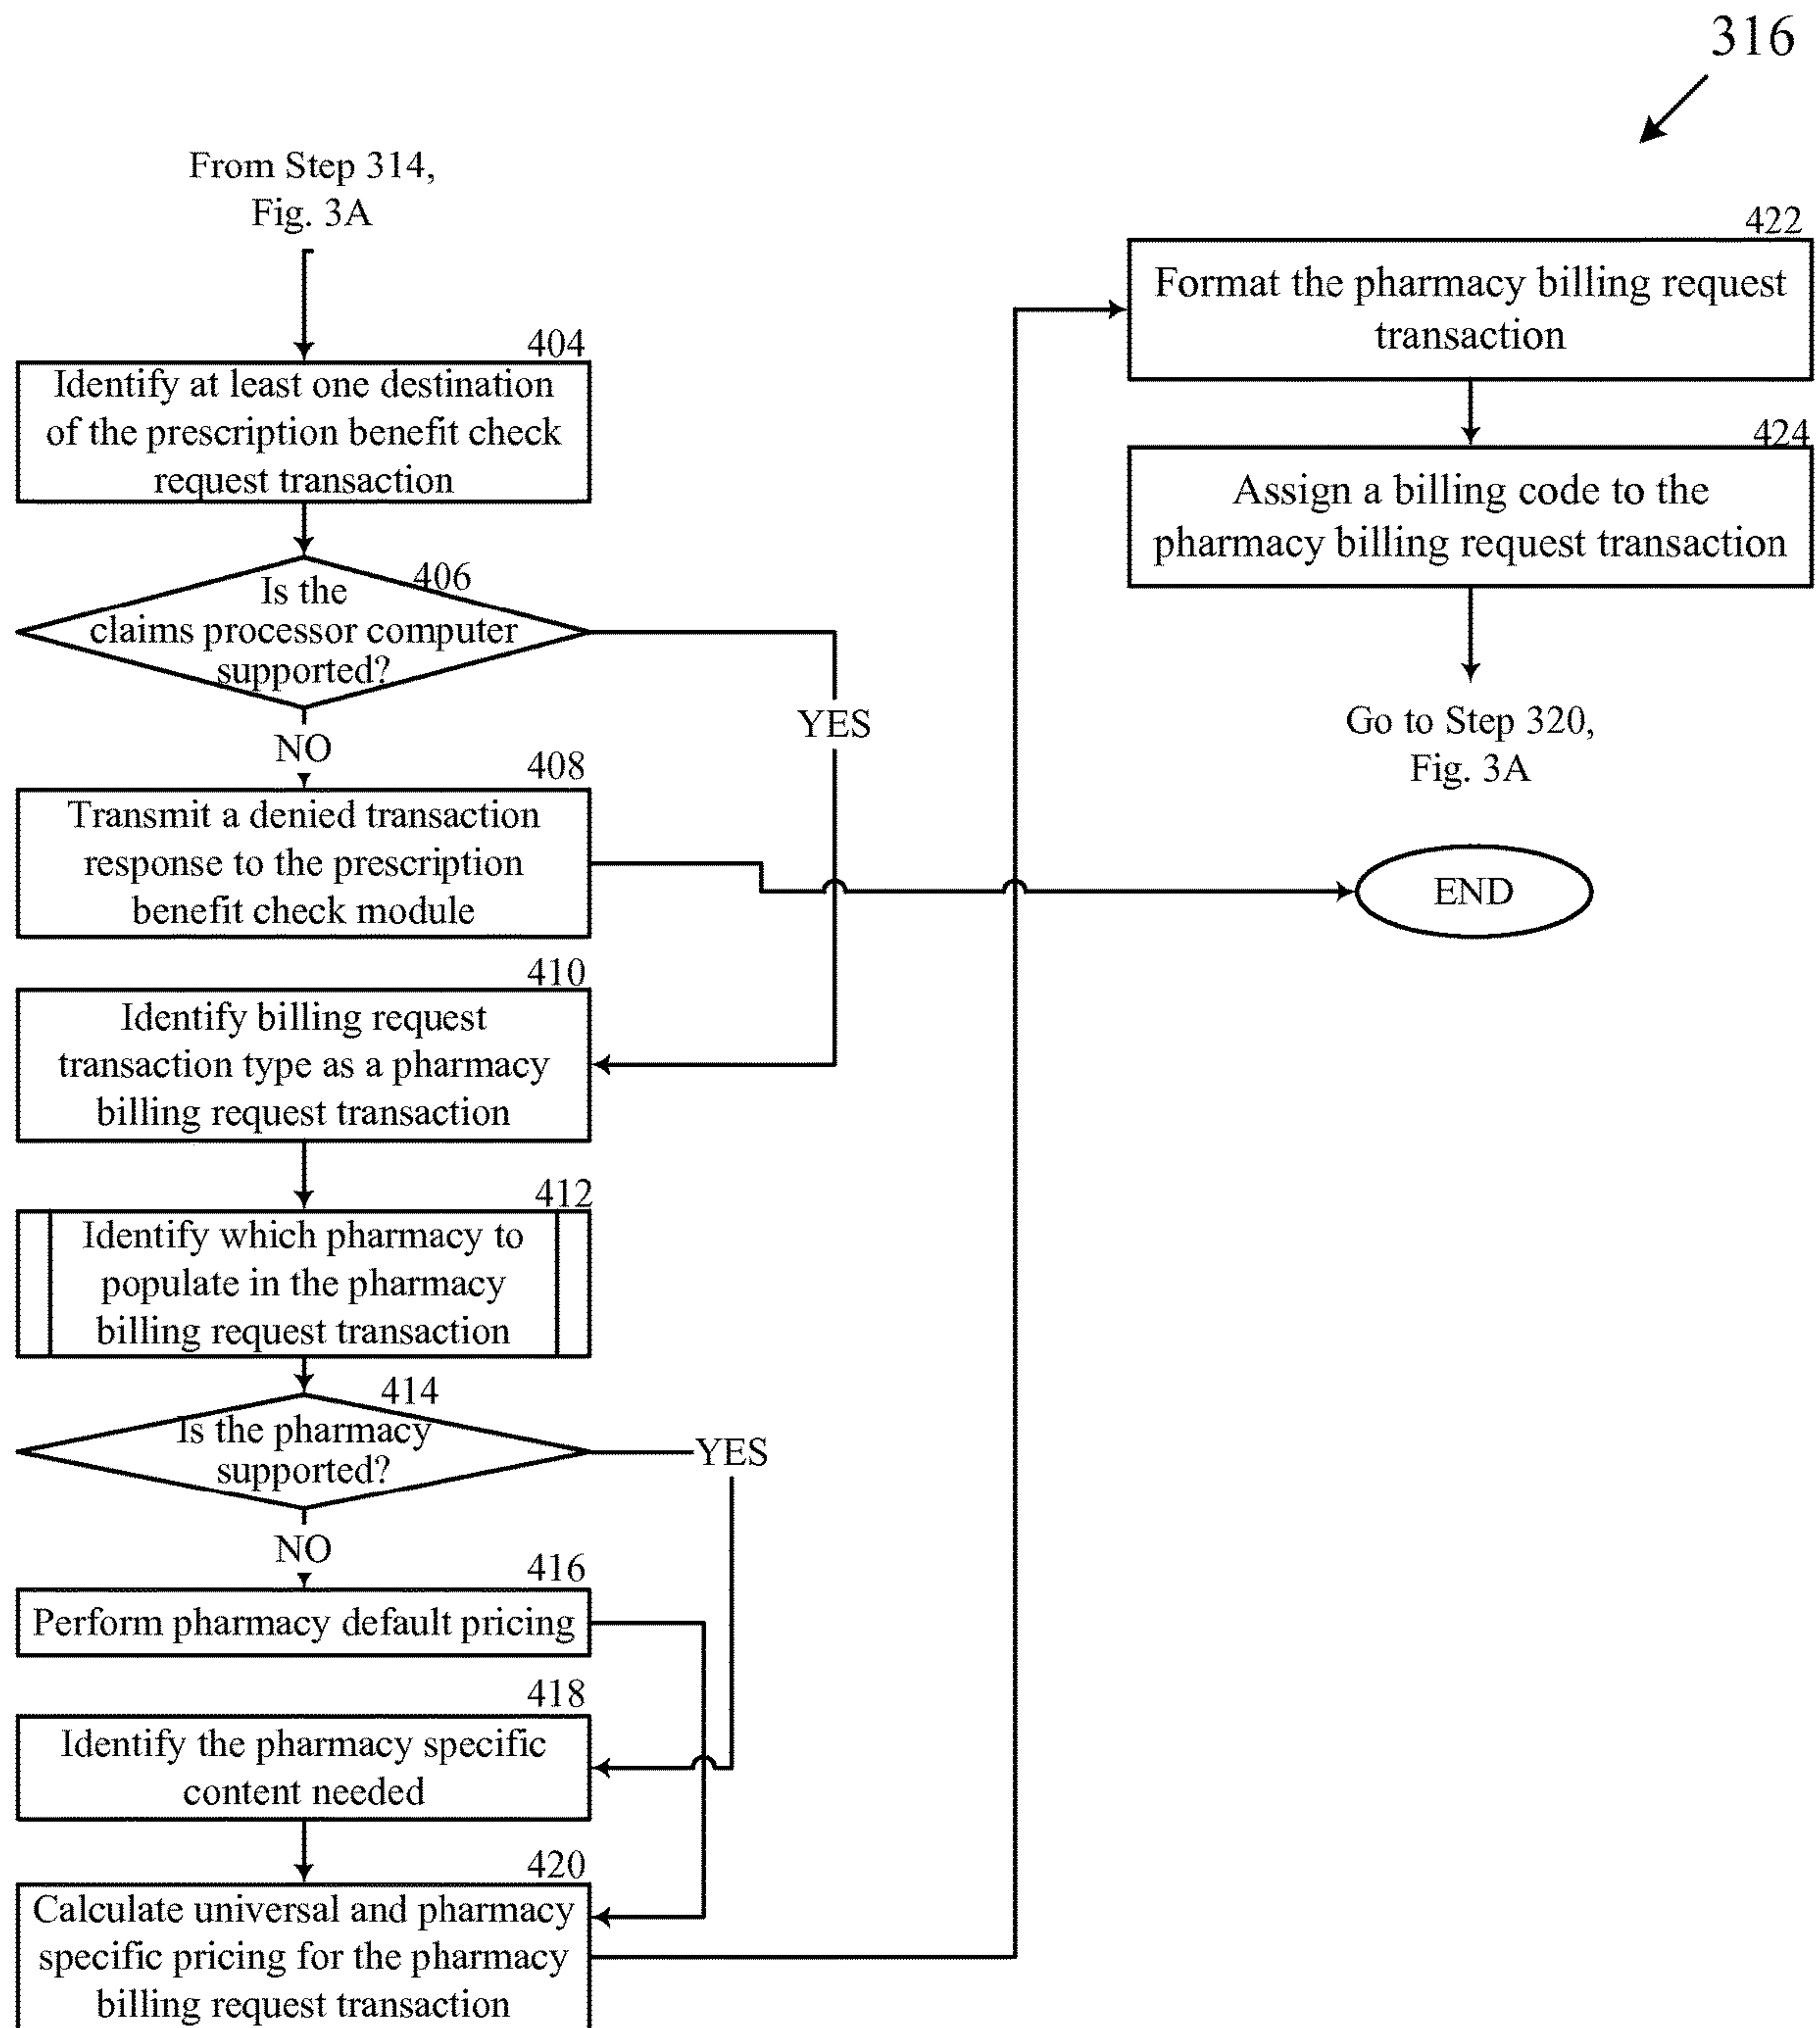 316
From Step 314,
Fig. 3A
404
Identify at least one destination
of the prescription benefit check
request transaction
406
Is the
claims processor computer
supported?
YES
NO
408
Transmit a denied transaction
response to the prescription
benefit check module
410
Identify billing request
transaction type as a pharmacy
billing request transaction
412
Identify which pharmacy to
populate in the pharmacy
billing request transaction
414
Is the pharmacy
supported?
YES
NO
416
Perform pharmacy default pricing
418
Identify the pharmacy specific
content needed
420
Calculate universal and pharmacy
specific pricing for the pharmacy
billing request transaction
422
Format the pharmacy billing request
transaction
424
Assign a billing code to the
pharmacy billing request transaction
Go to Step 320,
Fig. 3A
END